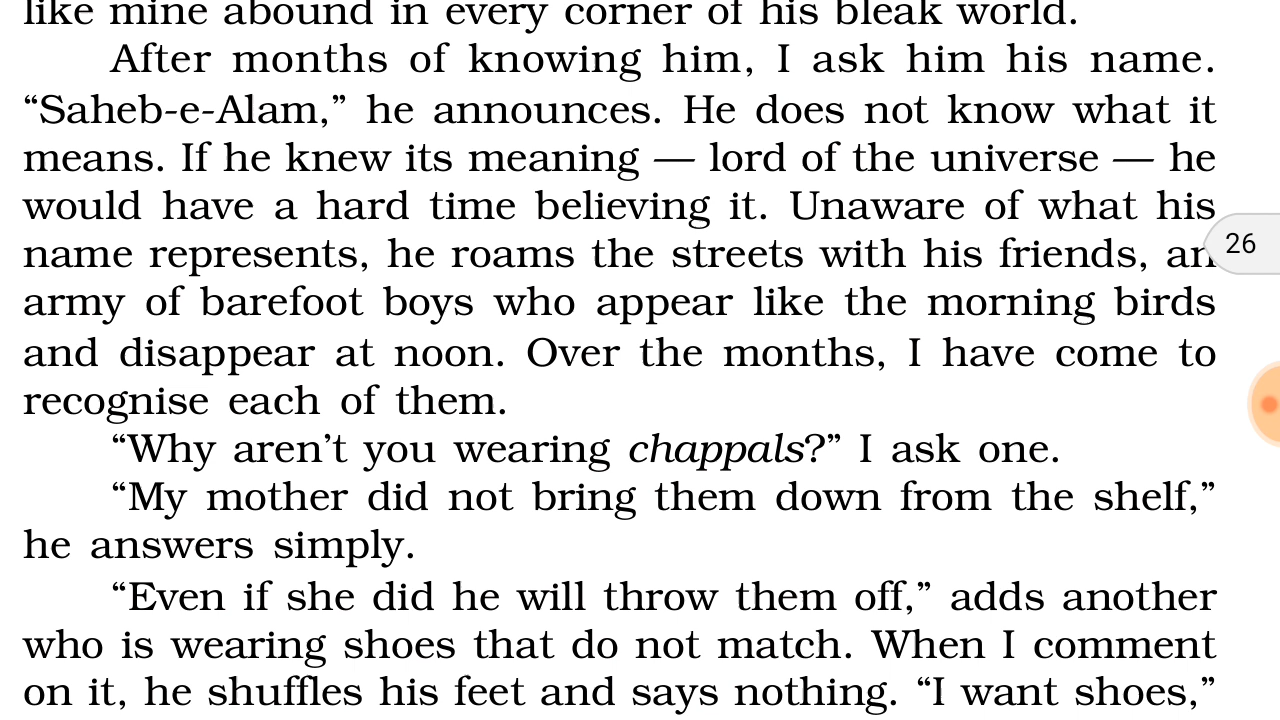 like mine abound in every corner of his bleak world.
After months of knowing him, I ask him his name.
“Saheb-e-Alam,” he announces. He does not know what it
means. If he knew its meaning — lord of the universe — he
would have a hard time believing it. Unaware of what his
name represents, he roams the streets with his friends, an
26
army of barefoot boys who appear like the morning birds
and disappear at noon. Over the months, I have come to
recognise each of them.
“Why aren’t you wearing chappals?” I ask one.
“My mother did not bring them down from the shelf,”
he answers simply.
“Even if she did he will throw them off,” adds another
who is wearing shoes that do not match. When I comment
on it, he shuffles his feet and says nothing. “I want shoes,”